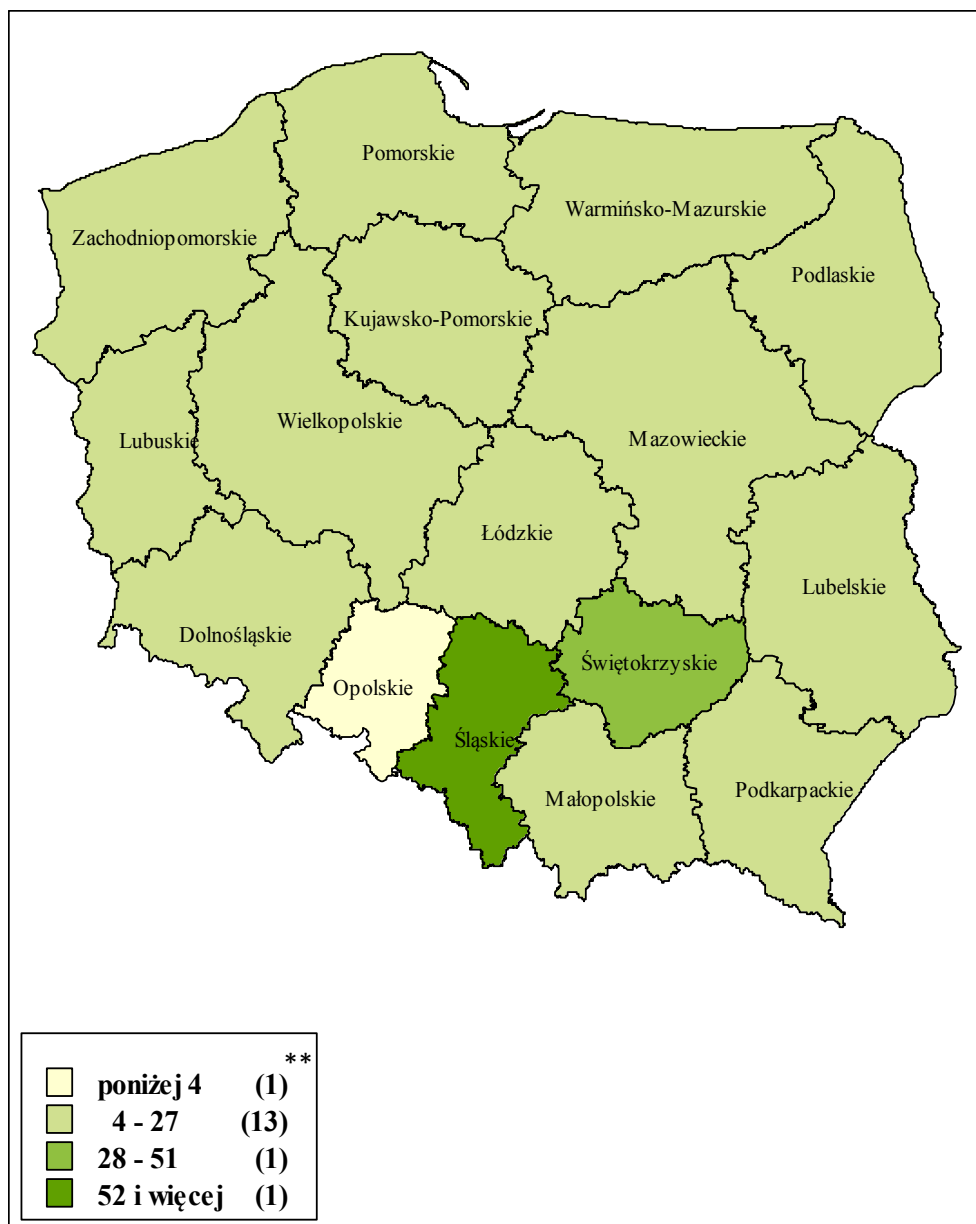 Pomorskie
Warmińsko-Mazurskie
Zachodniopomorskie
Podlaskie
Kujawsko-Pomorskie
Wielkopolskie
Mazowieckie
Lubuskie
Łódzkie
Lubelskie
Dolnośląskie
Świętokrzyskie
Opolskie
Śląskie
Podkarpackie
Małopolskie
**
poniżej 4 (1)
4 - 27 (13)
28 - 51 (1)
52 i więcej (1)